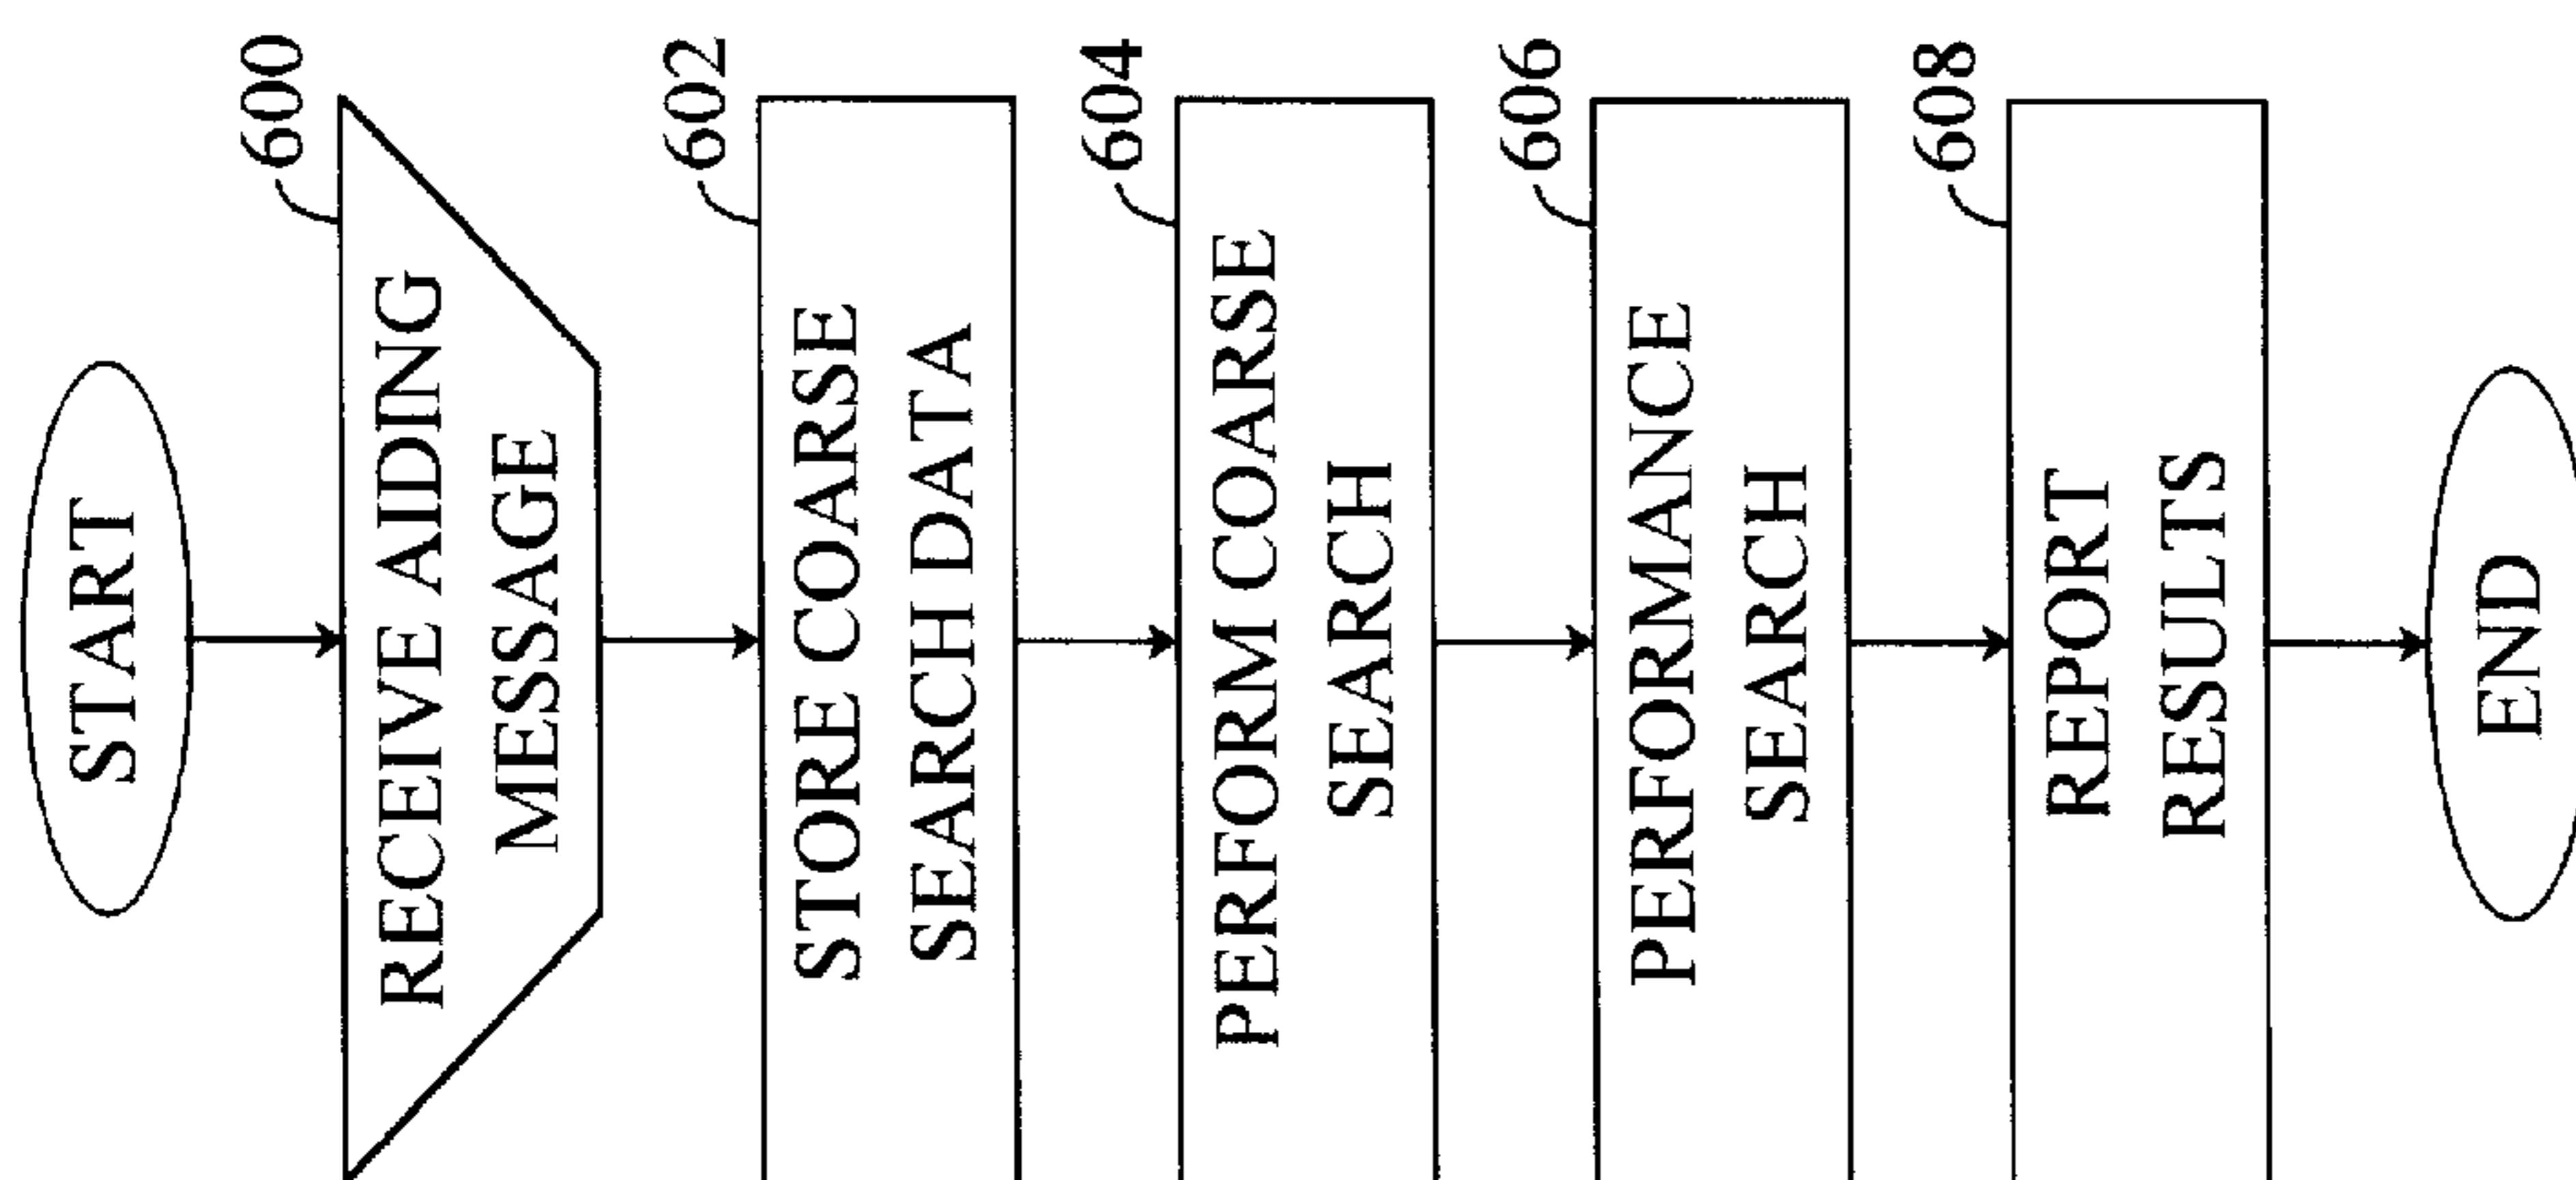 START
600
RECEIVE AIDING
MESSAGE
602
STORE COARSE
SEARCH DATA
604
PERFORM COARSE
SEARCH
606
PERFORMANCE
SEARCH
608
REPORT
RESULTS
END